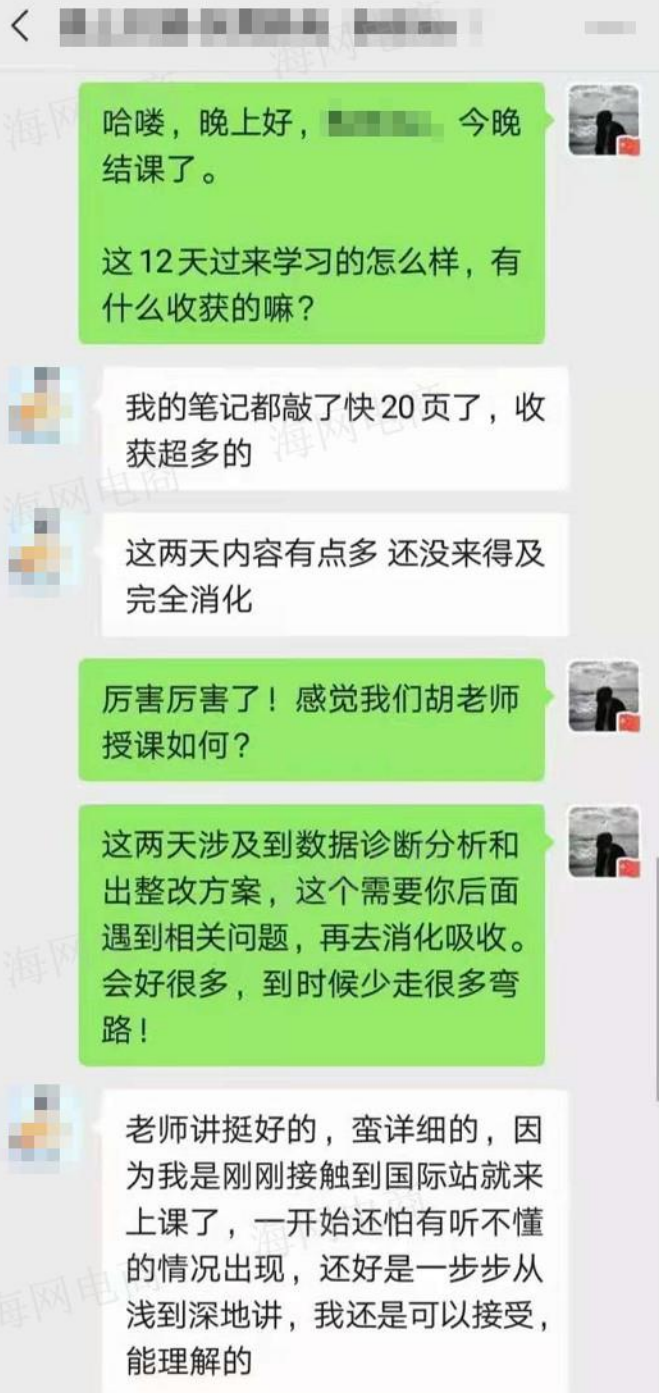 哈喽，晚上好，
今晚
结课了。
这12天过来学习的怎么样，有
什么收获的嘛？
我的笔记都敲了快20页了，收
获超多的
这两天内容有点多 还没来得及
完全消化
厉害厉害了！感觉我们胡老师
授课如何？
这两天涉及到数据诊断分析和
出整改方案，这个需要你后面
遇到相关问题，再去消化吸收。
会好很多，到时候少走很多弯
路！
老师讲挺好的，蛮详细的，因
为我是刚刚接触到国际站就来
上课了，一开始还怕有听不懂
的情况出现，还好是一步步从
浅到深地讲，我还是可以接受，
能理解的
海网电商